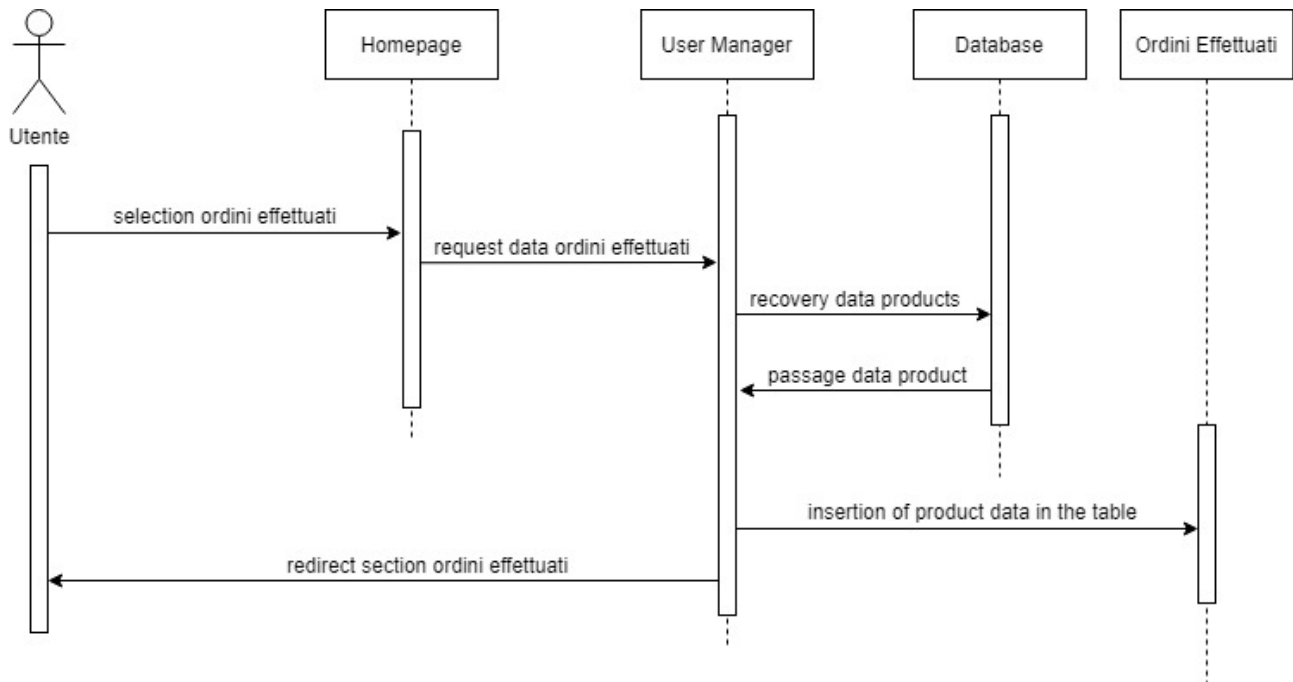 Homepage
User Manager
Database
Ordini Effettuati
Utente
selection ordini effettuati
request data ordini effettuati
recovery data products
passage data product
insertion of product data in the table
redirect section ordini effettuati